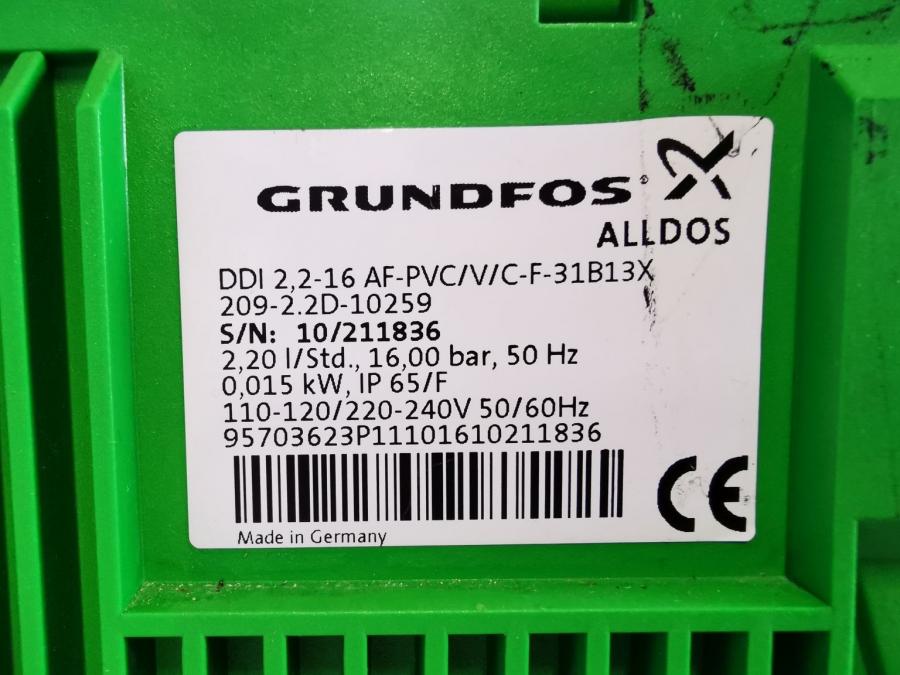 GRUNDFOS
ALLDOS
DDI 2,2-16 AF-PVC/V/C-F-31B13X
209-2.2D-10259
S/N: 10/211836
2,20 l/Std., 16,00 bar, 50 Hz
0,015 kW, IP 65/F
110-120/220-240V 50/60Hz
95703623P11101610211836
CE
Made in Germany